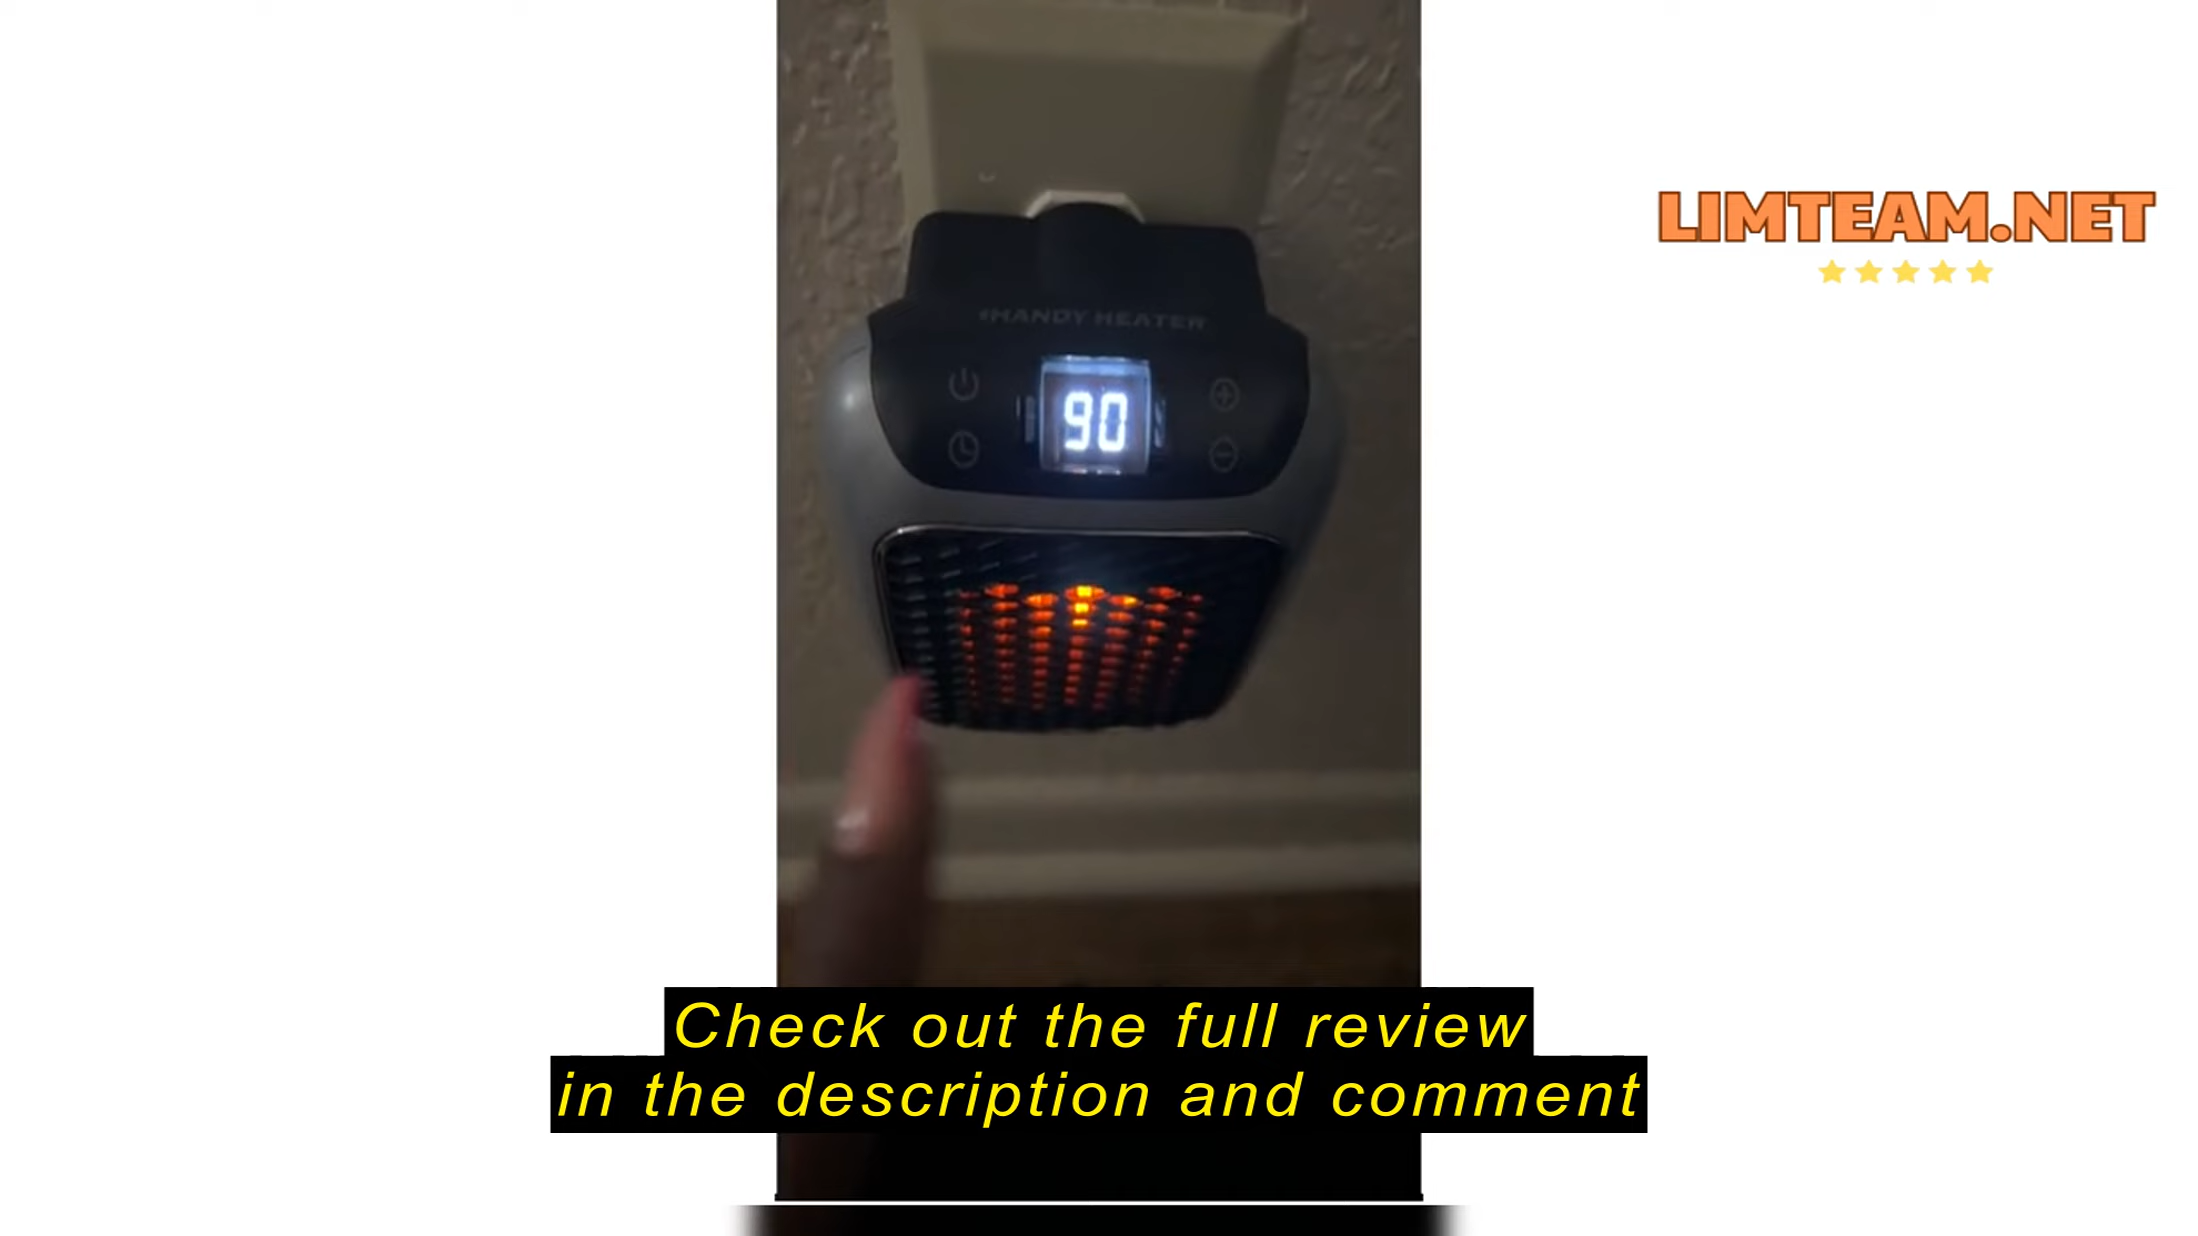 LIMTEAM.NET
HANDY HEATER
90
Check out the full review
in the description and comment